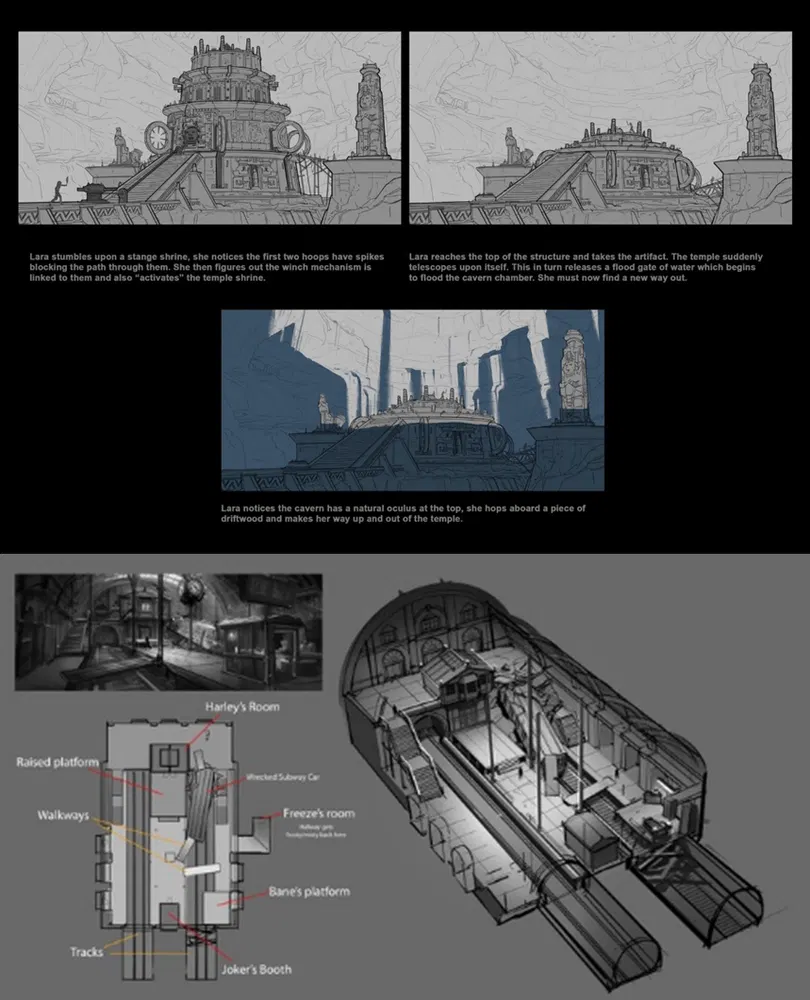 Lara stumbles upon a stange shrine, she notices the first two hoops have spikes
blocking the path through them. She then figures out the winch mechanism is
linked to them and also "activates" the temple shrine.
Lara reaches the top of the structure and takes the artifact. The temple suddenly
telescopes upon itself. This in turn releases a flood gate of water which begins
to flood the cavern chamber. She must now find a new way out.
Lara notices the cavern has a natural oculus at the top, she hops aboard a piece of
driftwood and makes her way up and out of the temple.
Harley's Room
Raised platform
Wrecked Subway Car
Walkways
Freeze's room
Bane's platform
Tracks
Joker's Booth